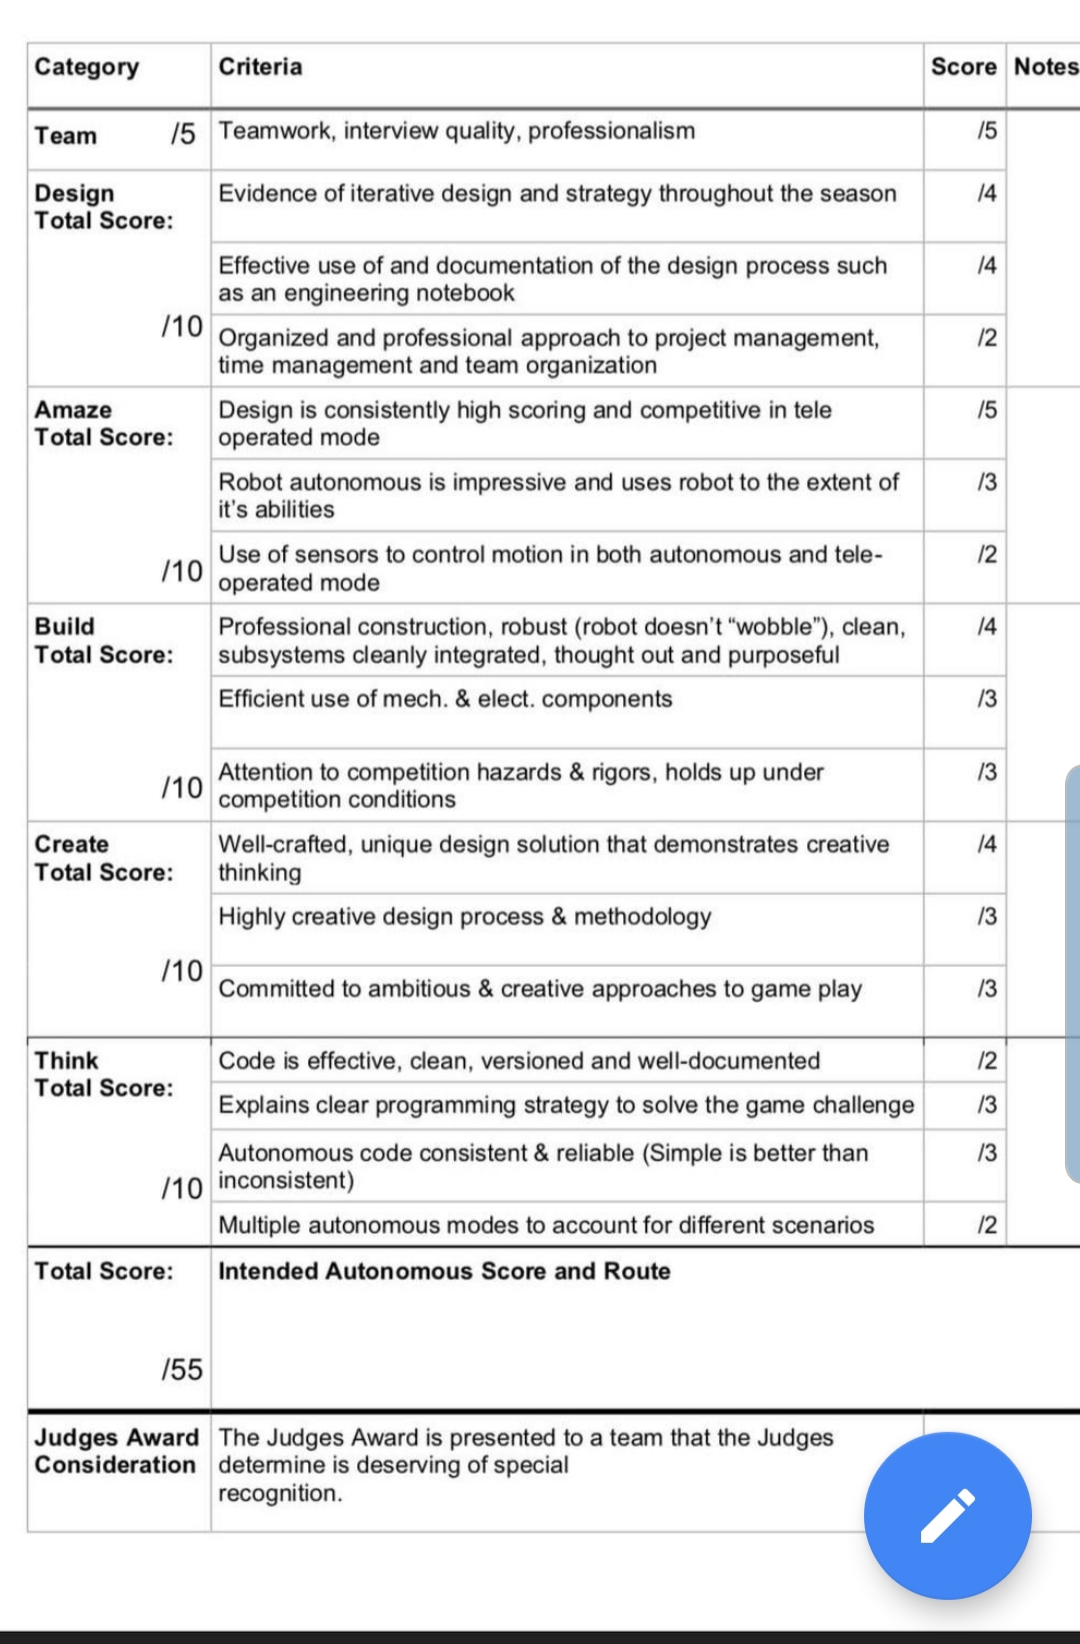 Category Criteria Score Notes
Team /5 Teamwork, interview quality, professionalism /5
Design
Total Score:
/10
Evidence of iterative design and strategy throughout the season /4
Effective use of and documentation of the design process such /4
as an engineering notebook
Organized and professional approach to project management, /2
time management and team organization
Amaze
Total Score:
/10
Design is consistently high scoring and competitive in tele /5
operated mode
Robot autonomous is impressive and uses robot to the extent of /3
it's abilities
Use of sensors to control motion in both autonomous and tele- /2
operated mode
Build
Total Score:
/10
Professional construction, robust (robot doesn't “wobble”), clean, /4
subsystems cleanly integrated, thought out and purposeful
Efficient use of mech. & elect. components /3
Attention to competition hazards & rigors, holds up under /3
competition conditions
Create
Total Score:
/10
Well-crafted, unique design solution that demonstrates creative /4
thinking
Highly creative design process & methodology /3
Committed to ambitious & creative approaches to game play /3
Think
Total Score:
/10
Code is effective, clean, versioned and well-documented /2
Explains clear programming strategy to solve the game challenge /3
Autonomous code consistent & reliable (Simple is better than /3
inconsistent)
Multiple autonomous modes to account for different scenarios /2
Total Score:
/55
Intended Autonomous Score and Route
Judges Award
Consideration
The Judges Award is presented to a team that the Judges
determine is deserving of special
recognition.